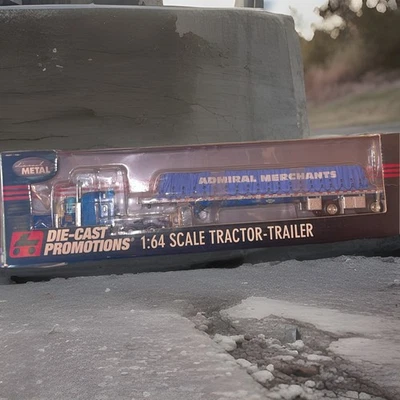 METAL
ADMIRAL MERCHANTS
DIE-CAST
PROMOTIONS
1:64 SCALE TRACTOR-TRAILER